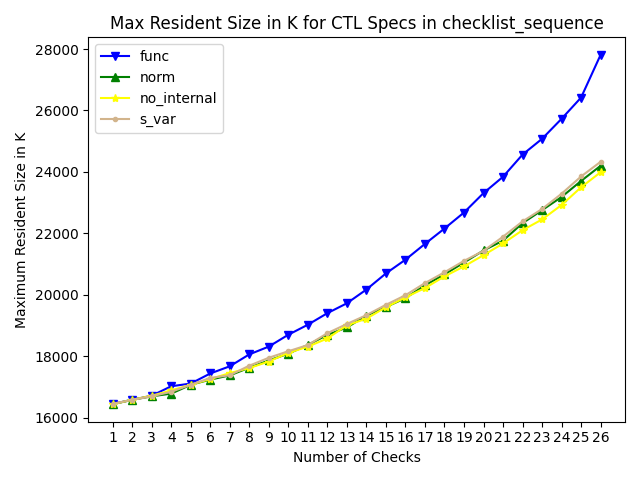 Max Resident Size in K for CTL Specs in checklist_sequence
func
norm
no_internal
s_var
Maximum Resident Size in K
28000
26000
24000
22000
20000
18000
16000
1 2 3 4 5 6 7 8 9 10 11 12 13 14 15 16 17 18 19 20 21 22 23 24 25 26
Number of Checks